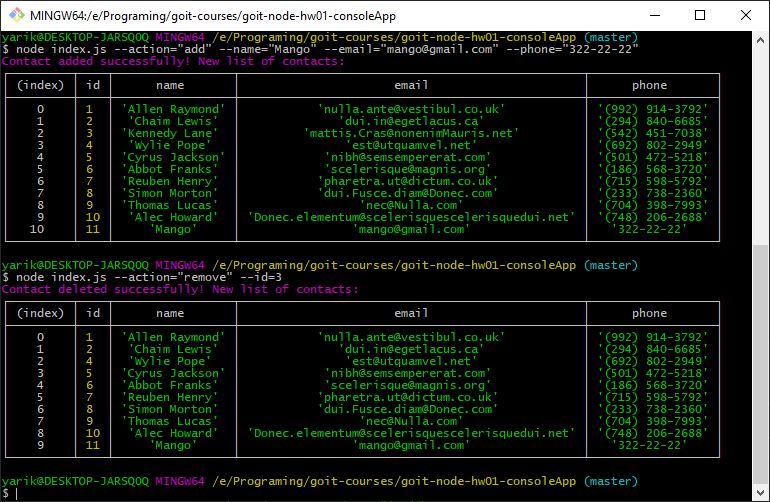 MINGW64:/e/Programing/goit-courses/goit-node-hw01-consoleApp
yarik@DESKTOP-JARSQOQ MINGW64 /e/Programing/goit-courses/goit-node-hw01-consoleApp (master)
$ node index.js --action="add" --name="Mango" --email="mango@gmail.com" --phone="322-22-22"
Contact added successfully! New list of contacts:
(index) id name email phone
0 1 'Allen Raymond' 'nulla.ante@vestibul.co.uk' '(992) 914-3792'
1 2 'Chaim Lewis' 'dui.in@egetlacus.ca' '(294) 840-6685'
2 3 'Kennedy Lane' 'mattis.Cras@nonenimMauris.net' '(542) 451-7038'
3 4 'Wylie Pope' 'est@utquamvel.net' '(692) 802-2949'
4 5 'Cyrus Jackson' 'nibh@semsempererat.com' '(501) 472-5218'
5 6 'Abbot Franks' 'scelerisque@magnis.org' '(186) 568-3720'
6 7 'Reuben Henry' 'pharetra.ut@dictum.co.uk' '(715) 598-5792'
7 8 'Simon Morton' 'dui.Fusce.diam@Donec.com' '(233) 738-2360'
8 9 'Thomas Lucas' 'nec@Nulla.com' '(704) 398-7993'
9 10 'Alec Howard' 'Donec.elementum@scelerisquescelerisquedui.net' '(748) 206-2688'
10 11 'Mango' 'mango@gmail.com' '322-22-22'
yarik@DESKTOP-JARSQOQ MINGW64 /e/Programing/goit-courses/goit-node-hw01-consoleApp (master)
$ node index.js --action="remove" --id=3
Contact deleted successfully! New list of contacts:
(index) id name email phone
0 1 'Allen Raymond' 'nulla.ante@vestibul.co.uk' '(992) 914-3792'
1 2 'Chaim Lewis' 'dui.in@egetlacus.ca' '(294) 840-6685'
2 4 'Wylie Pope' 'est@utquamvel.net' '(692) 802-2949'
3 5 'Cyrus Jackson' 'nibh@semsempererat.com' '(501) 472-5218'
4 6 'Abbot Franks' 'scelerisque@magnis.org' '(186) 568-3720'
5 7 'Reuben Henry' 'pharetra.ut@dictum.co.uk' '(715) 598-5792'
6 8 'Simon Morton' 'dui.Fusce.diam@Donec.com' '(233) 738-2360'
7 9 'Thomas Lucas' 'nec@Nulla.com' '(704) 398-7993'
8 10 'Alec Howard' 'Donec.elementum@scelerisquescelerisquedui.net' '(748) 206-2688'
9 11 'Mango' 'mango@gmail.com' '322-22-22'
yarik@DESKTOP-JARSQOQ MINGW64 /e/Programing/goit-courses/goit-node-hw01-consoleApp (master)
$